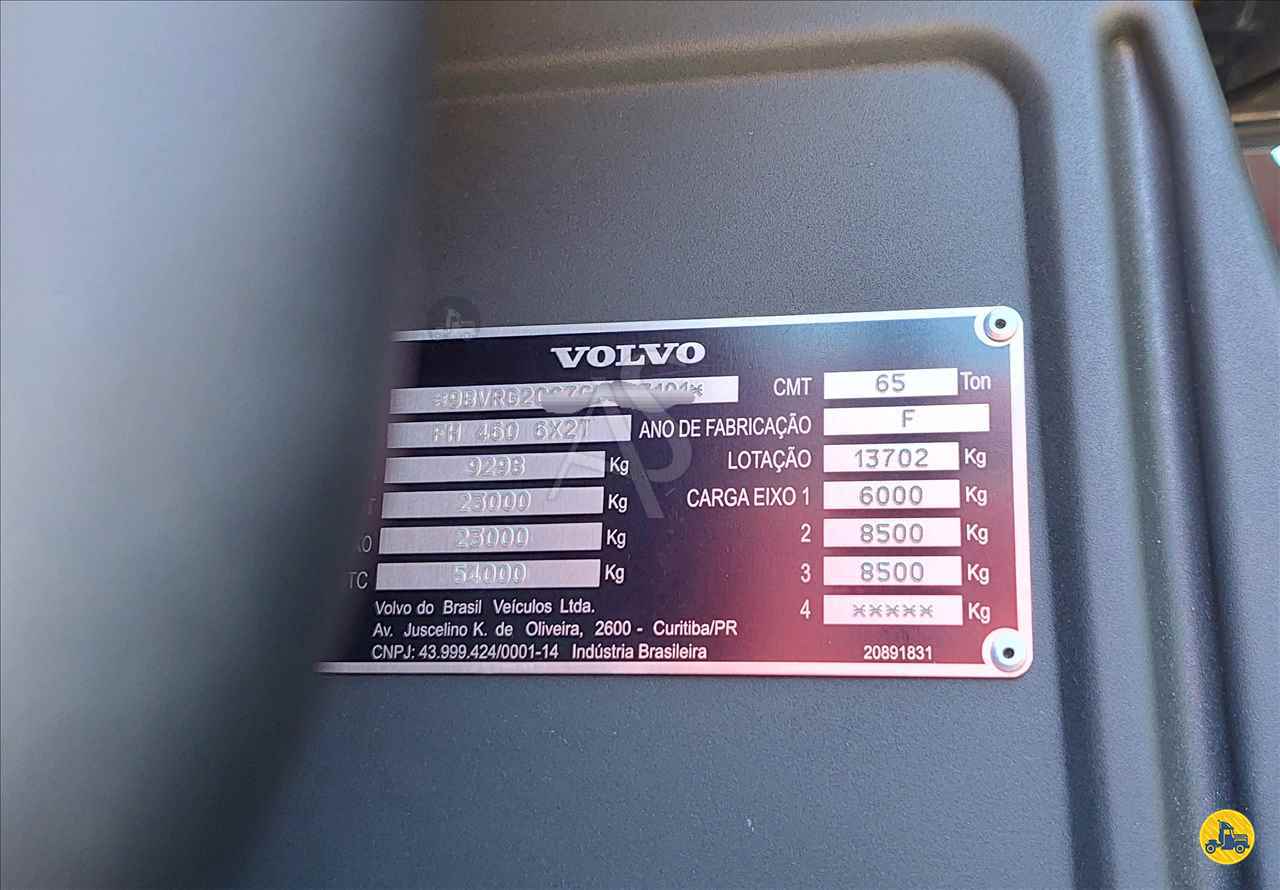 VOLVO
CMT 65 Ton
FH 460 6X2T ANO DE FABRICAÇÃO F
9298 Kg LOTAÇÃO 13702 Kg
T 23000 Kg CARGA EIXO 1 6000 Kg
23000 Kg 2 8500 Kg
TC 54000 Kg 3 8500 Kg
4 ***** Kg
Volvo do Brasil Veículos Ltda.
Av. Juscelino K. de Oliveira, 2600 - Curitiba/PR
CNPJ: 43.999.424/0001-14 Indústria Brasileira 20891831